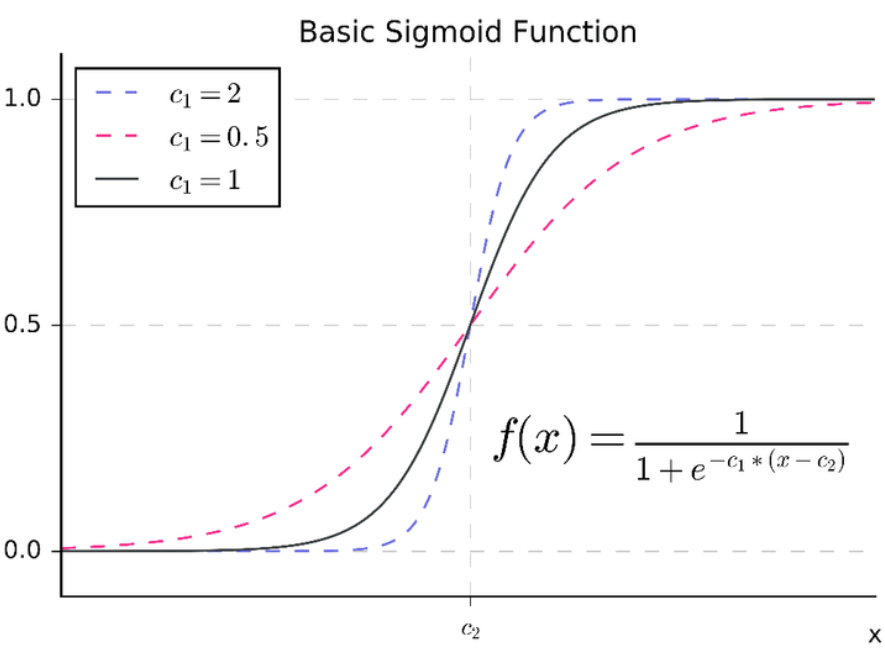 Basic Sigmoid Function
1.0
c₁ = 2
c₁ = 0.5
c₁ = 1
0.5
f(x) = 1 / (1 + e^(−c₁*(x−c₂)))
0.0
c₂
x